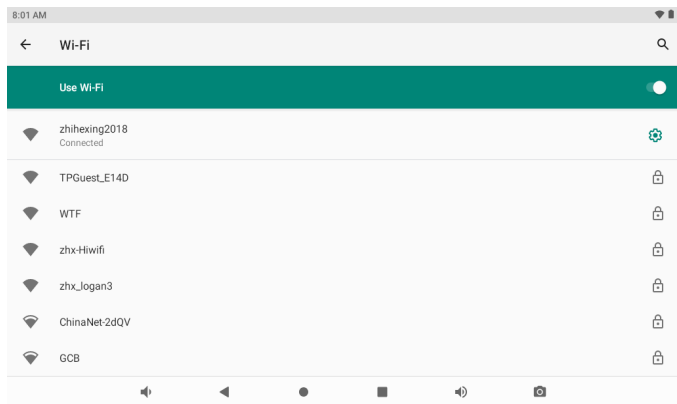 8:01 AM
Wi-Fi
Use Wi-Fi
zhihexing2018
Connected
TPGuest_E14D
WTF
zhx-Hiwifi
zhx_logan3
ChinaNet-2dQV
GCB